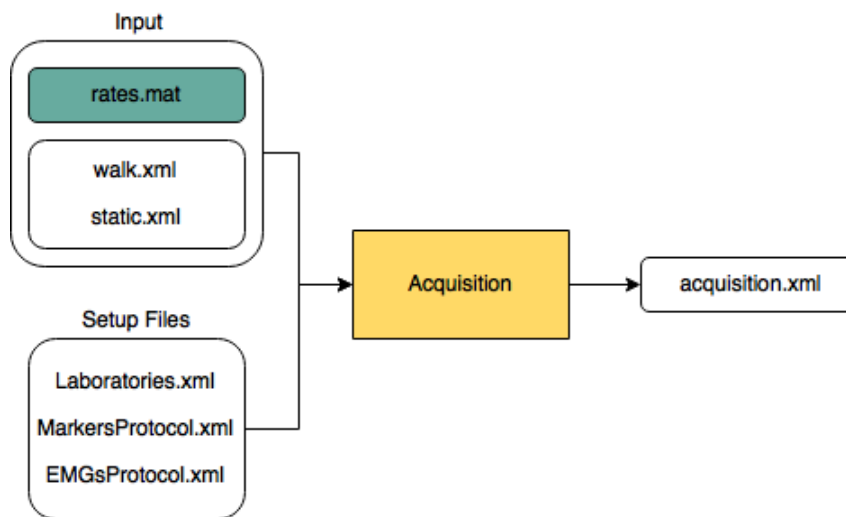 Input
rates.mat
walk.xml
static.xml
Acquisition
acquisition.xml
Setup Files
Laboratories.xml
MarkersProtocol.xml
EMGsProtocol.xml